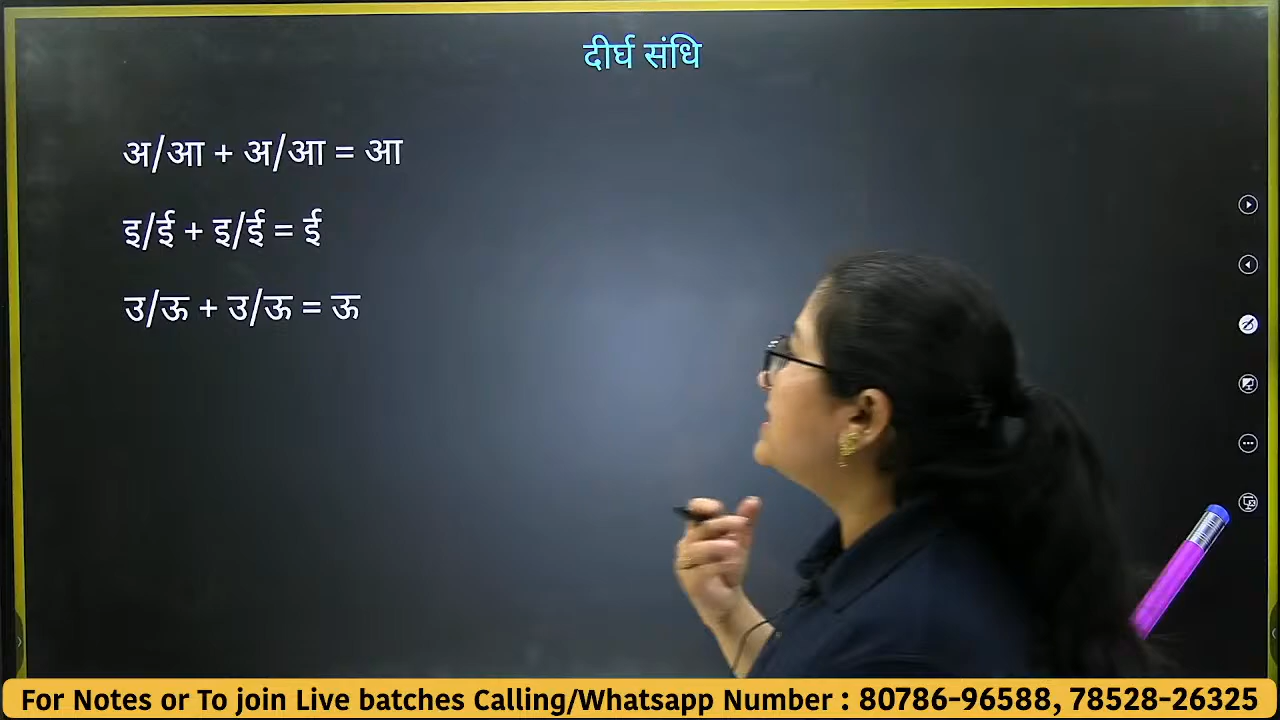 दीर्घ संधि
अ/आ + अ/आ = आ
इ/ई + इ/ई = ई
उ/ऊ + उ/ऊ = ऊ
For Notes or To join Live batches Calling/Whatsapp Number : 80786-96588, 78528-26325